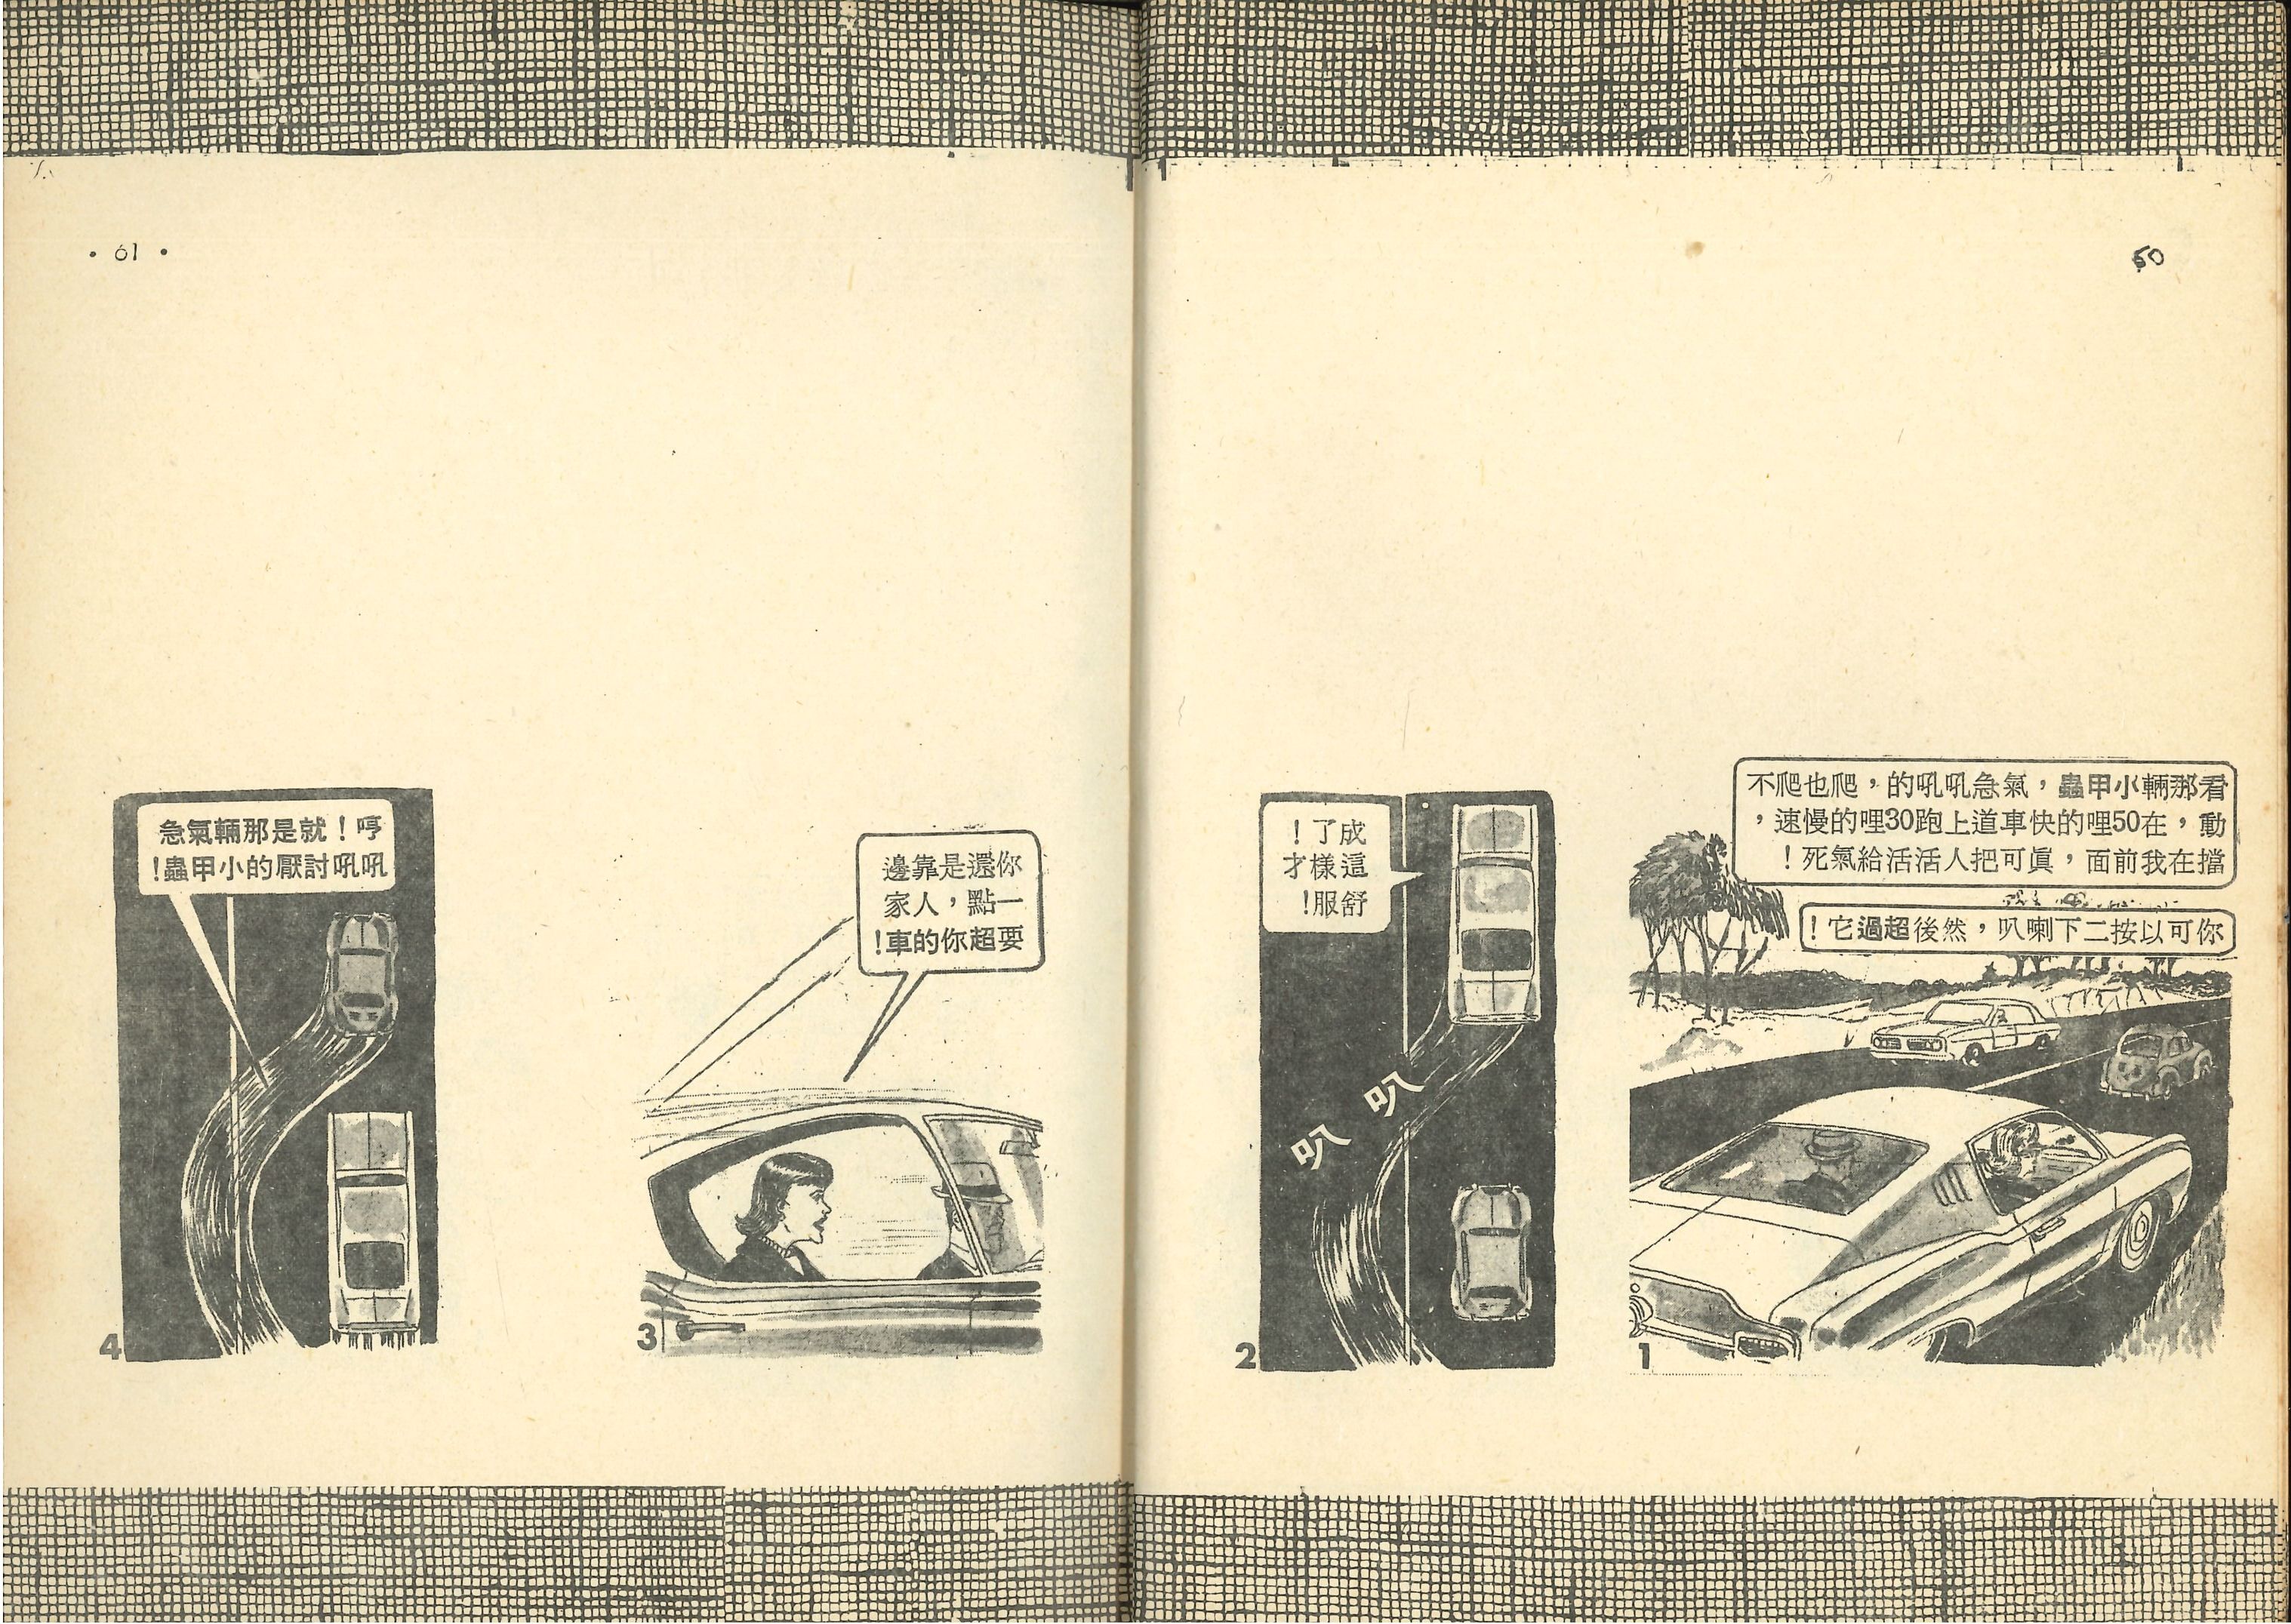 50
看那輛小甲蟲，氣急吼吼的，爬也爬不
動，在50哩的快車道上跑30哩的慢速，
擋在我前面，眞可把人活活給氣死！
你可以按二下喇叭，然後超過它！
1
成了！
這樣才
舒服！
叭
叭
2
• 61 •
你還是靠邊
一點，人家
要超你的車！
3
哼！就是那輛氣急
吼吼討厭的小甲蟲！
4